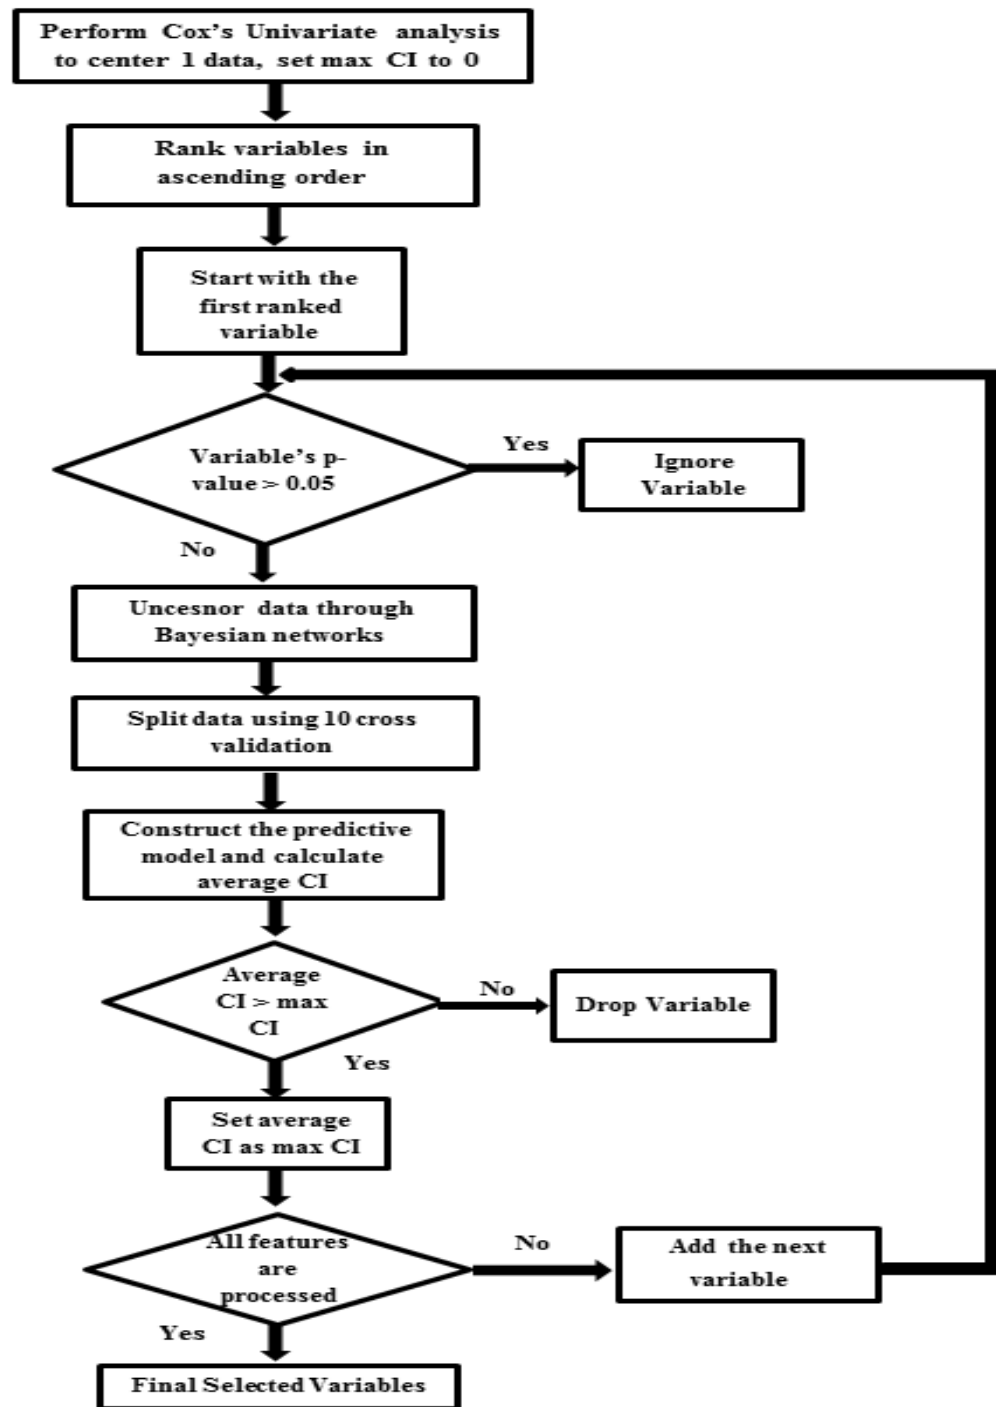 Perform Cox's Univariate analysis
to center 1 data, set max CI to 0
Rank variables in
ascending order
Start with the
first ranked
variable
Variable's p-
value > 0.05
Yes
Ignore
Variable
No
Uncesnor data through
Bayesian networks
Split data using 10 cross
validation
Construct the predictive
model and calculate
average CI
Average
CI > max
CI
No
Drop Variable
Yes
Set average
CI as max CI
All features
are
processed
No
Add the next
variable
Yes
Final Selected Variables